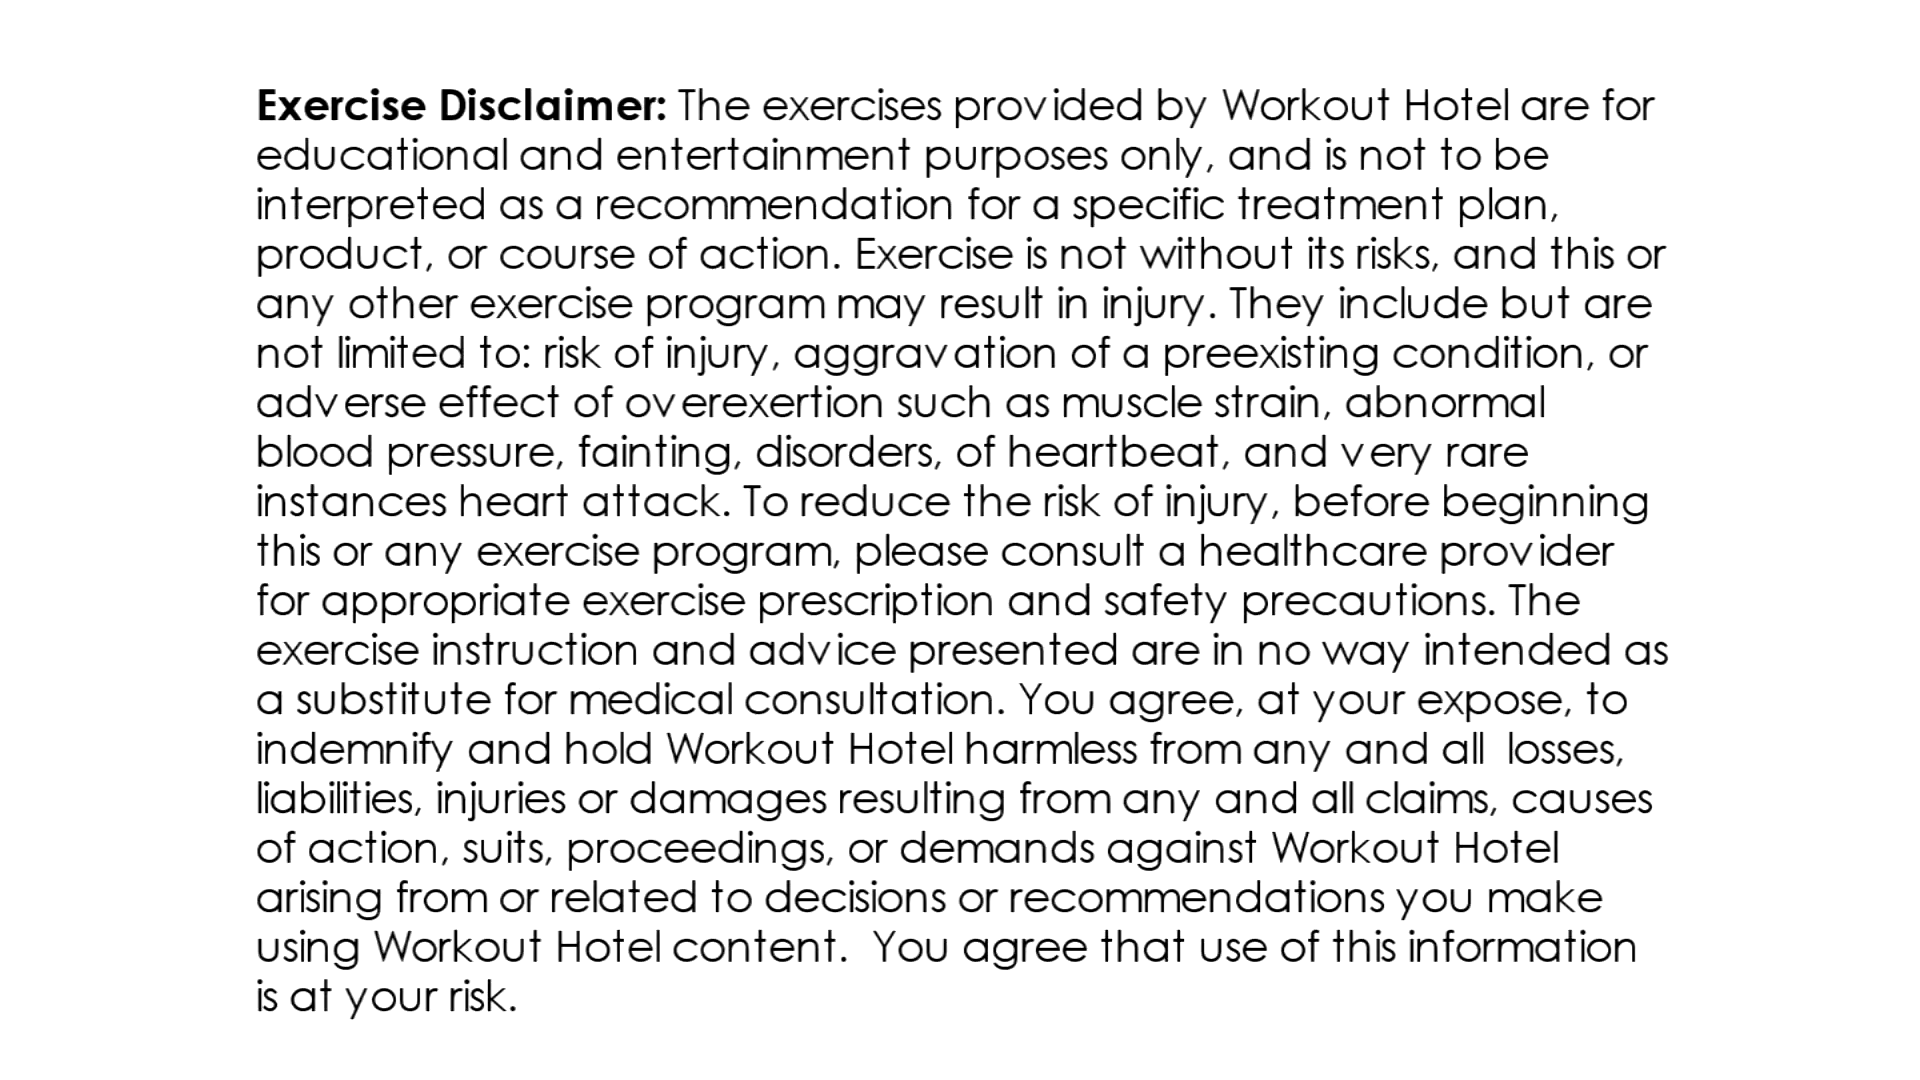 Exercise Disclaimer: The exercises provided by Workout Hotel are for
educational and entertainment purposes only, and is not to be
interpreted as a recommendation for a specific treatment plan,
product, or course of action. Exercise is not without its risks, and this or
any other exercise program may result in injury. They include but are
not limited to: risk of injury, aggravation of a preexisting condition, or
adverse effect of overexertion such as muscle strain, abnormal
blood pressure, fainting, disorders, of heartbeat, and very rare
instances heart attack. To reduce the risk of injury, before beginning
this or any exercise program, please consult a healthcare provider
for appropriate exercise prescription and safety precautions. The
exercise instruction and advice presented are in no way intended as
a substitute for medical consultation. You agree, at your expose, to
indemnify and hold Workout Hotel harmless from any and all  losses,
liabilities, injuries or damages resulting from any and all claims, causes
of action, suits, proceedings, or demands against Workout Hotel
arising from or related to decisions or recommendations you make
using Workout Hotel content.  You agree that use of this information
is at your risk.